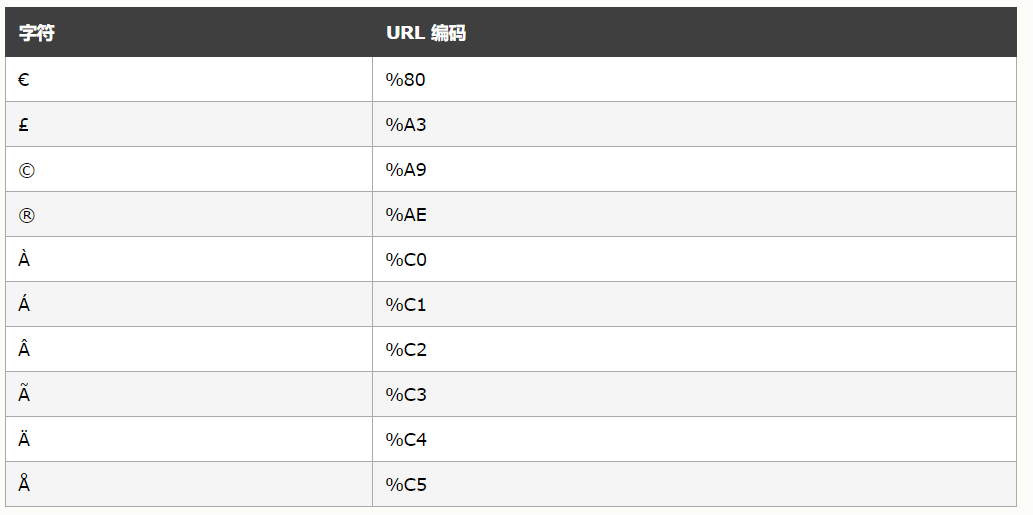 字符 URL 编码
€ %80
£ %A3
© %A9
® %AE
À %C0
Á %C1
Â %C2
Ã %C3
Ä %C4
Å %C5